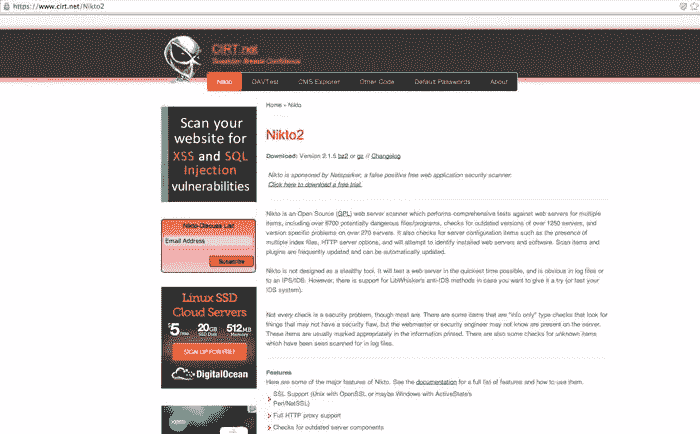 https://www.cirt.net/Nikto2
CIRT.net
Suspicion Breeds Confidence
Nikto
DAVTest
CMS Explorer
Other Code
Default Passwords
About
Home » Nikto
Scan your
website for
XSS and SQL
Injection
vulnerabilities
Nikto-Discuss List
Email Address
Subscribe
Linux SSD
Cloud Servers
$5
20GB
SSD Disk
512MB
Memory
SIGN UP FOR FREE!
DigitalOcean
Nikto2
Download: Version 2.1.5 bz2 or gz // Changelog
Nikto is sponsored by Netsparker, a false positive free web application security scanner.
Click here to download a free trial.
Nikto is an Open Source (GPL) web server scanner which performs comprehensive tests against web servers for multiple
items, including over 6700 potentially dangerous files/programs, checks for outdated versions of over 1250 servers, and
version specific problems on over 270 servers. It also checks for server configuration items such as the presence of
multiple index files, HTTP server options, and will attempt to identify installed web servers and software. Scan items and
plugins are frequently updated and can be automatically updated.
Nikto is not designed as a stealthy tool. It will test a web server in the quickest time possible, and is obvious in log files or
to an IPS/IDS. However, there is support for LibWhisker's anti-IDS methods in case you want to give it a try (or test your
IDS system).
Not every check is a security problem, though most are. There are some items that are "info only" type checks that look for
things that may not have a security flaw, but the webmaster or security engineer may not know are present on the server.
These items are usually marked appropriately in the information printed. There are also some checks for unknown items
which have been seen scanned for in log files.
Features
Here are some of the major features of Nikto. See the documentation for a full list of features and how to use them.
SSL Support (Unix with OpenSSL or maybe Windows with ActiveState's
Perl/NetSSL)
Full HTTP proxy support
Checks for outdated server components